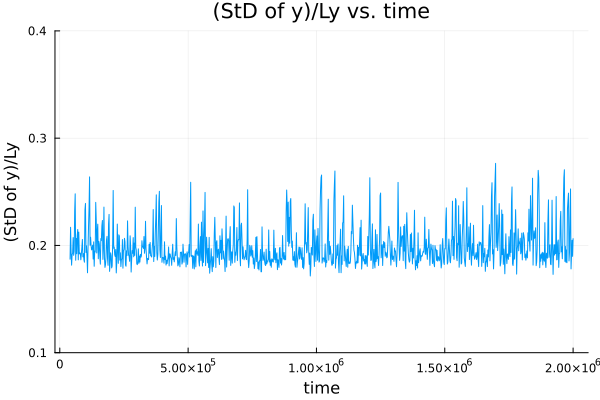 (StD of y)/Ly vs. time
0.4
0.3
0.2
0.1
(StD of y)/Ly
0 5.00×10⁵ 1.00×10⁶ 1.50×10⁶ 2.00×10⁶
time